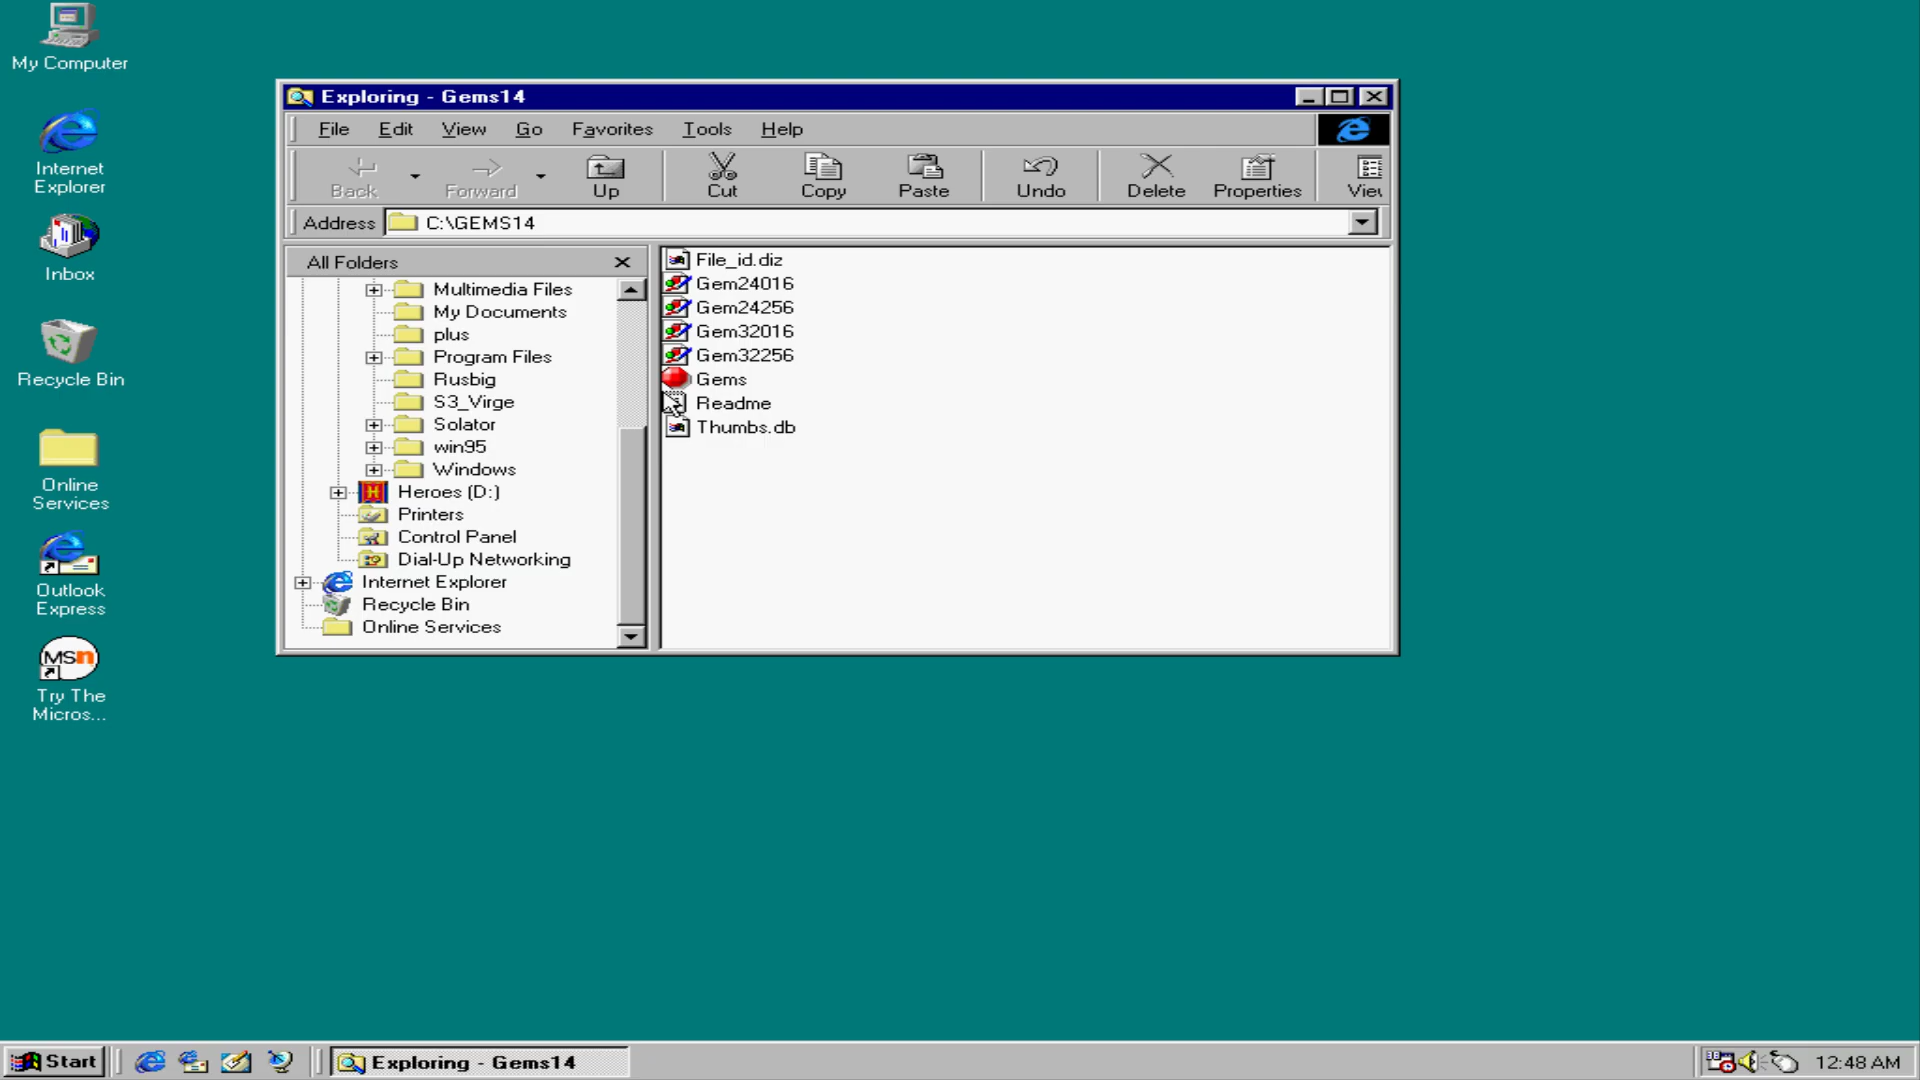 My Computer
Internet
Explorer
Inbox
Recycle Bin
Online
Services
Outlook
Express
MSn
Try The
Micros...
Exploring - Gems14
File Edit View Go Favorites Tools Help
Back Forward Up Cut Copy Paste Undo Delete Properties
Address C:\GEMS14
All Folders
Multimedia Files
My Documents
plus
Program Files
Rusbig
S3_Virge
Solator
win95
Windows
Heroes (D:)
Printers
Control Panel
Dial-Up Networking
Internet Explorer
Recycle Bin
Online Services
File_id.diz
Gem24016
Gem24256
Gem32016
Gem32256
Gems
Readme
Thumbs.db
Start Exploring - Gems14 12:48 AM